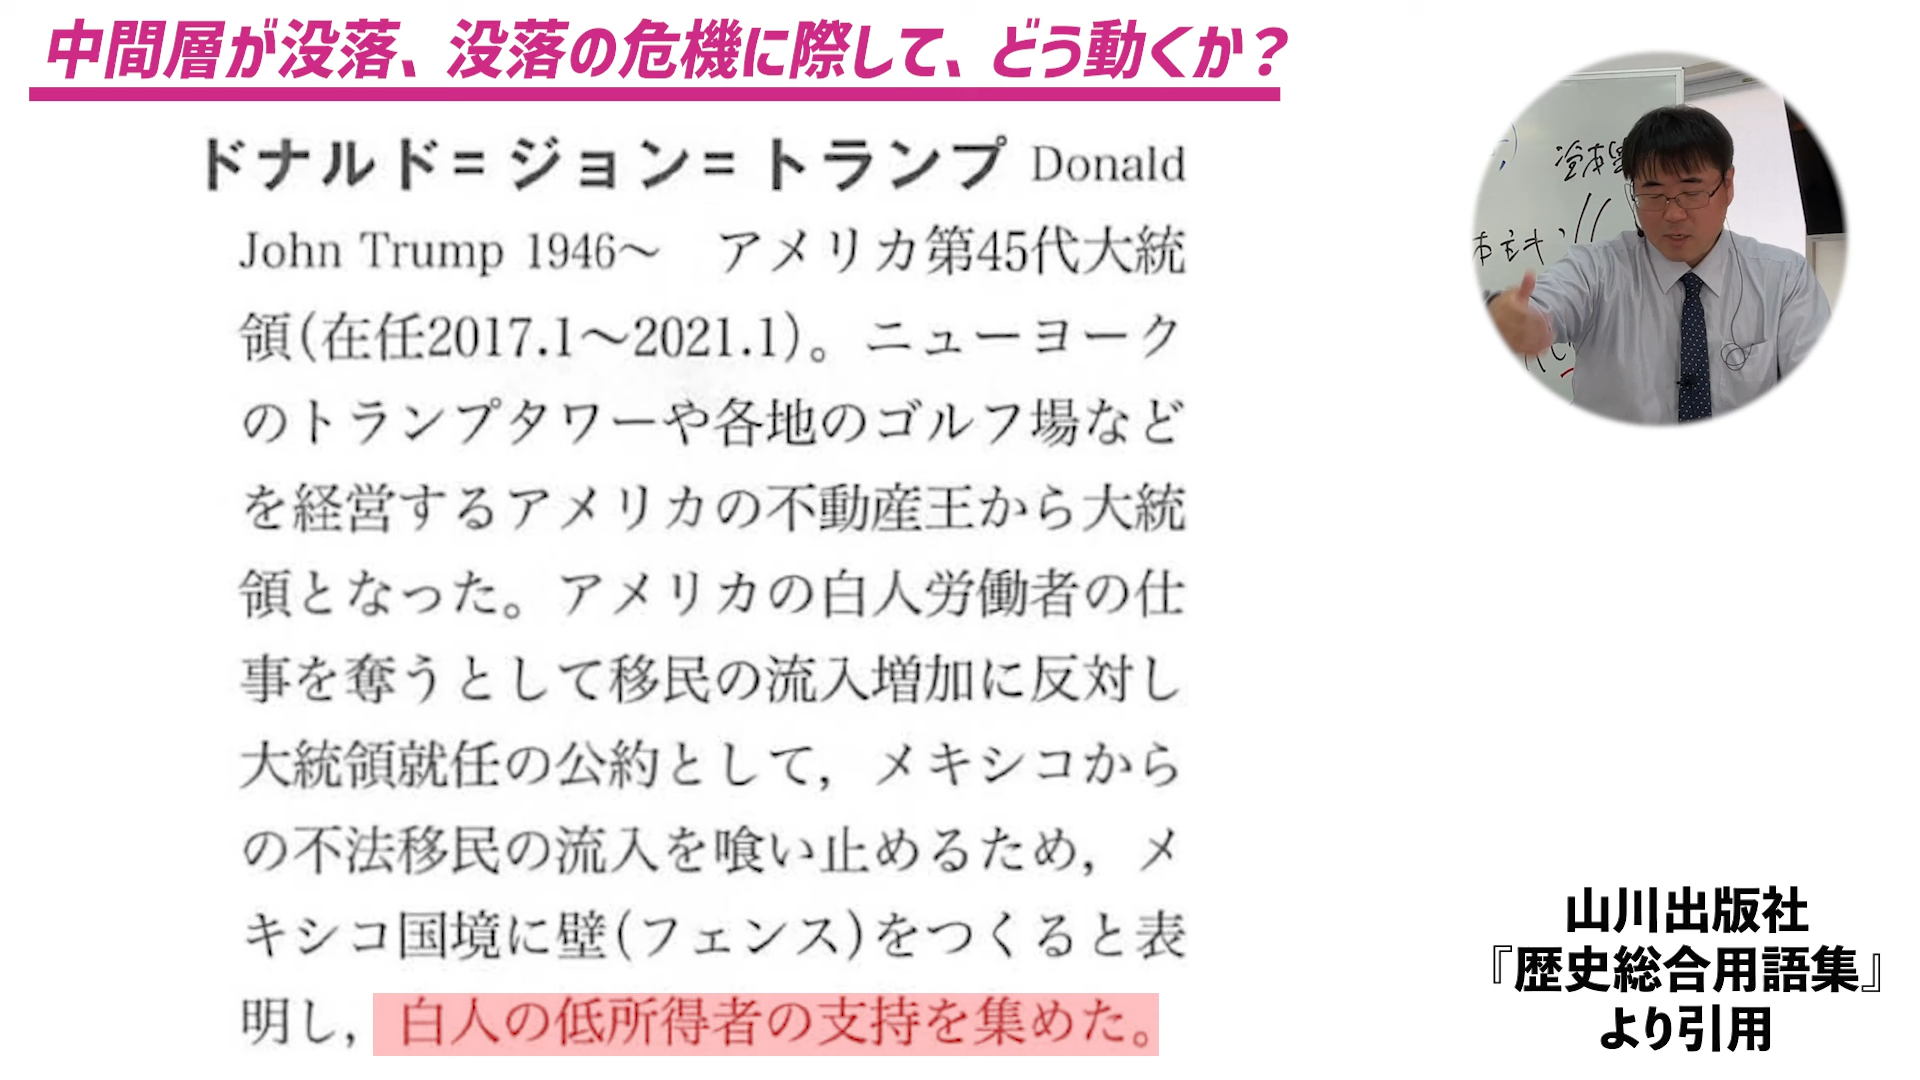 中間層が没落、没落の危機に際して、どう動くか？
ドナルド＝ジョン＝トランプ Donald
John Trump 1946～　アメリカ第45代大統
領(在任2017.1～2021.1)。ニューヨーク
のトランプタワーや各地のゴルフ場など
を経営するアメリカの不動産王から大統
領となった。アメリカの白人労働者の仕
事を奪うとして移民の流入増加に反対し
大統領就任の公約として，メキシコから
の不法移民の流入を喰い止めるため，メ
キシコ国境に壁(フェンス)をつくると表
明し，白人の低所得者の支持を集めた。
山川出版社
『歴史総合用語集』
より引用